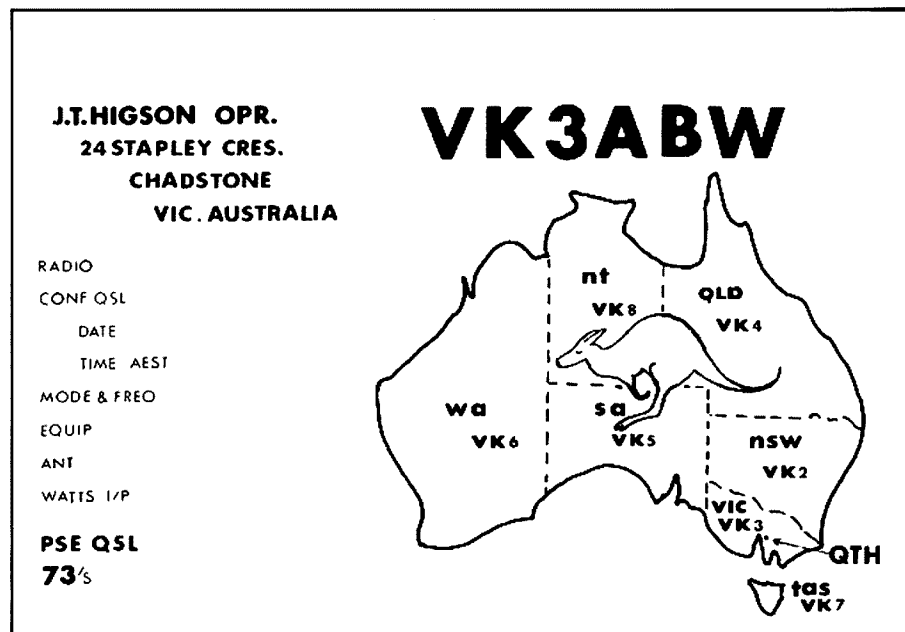 J.T.HIGSON OPR.
24 STAPLEY CRES.
CHADSTONE
VIC. AUSTRALIA
VK3ABW
RADIO
CONF QSL
DATE
TIME AEST
MODE & FREQ
EQUIP
ANT
WATTS I/P
PSE QSL
73's
nt
VK8
QLD
VK4
wa
VK6
sa
VK5
nsw
VK2
VIC
VK3
QTH
tas
VK7